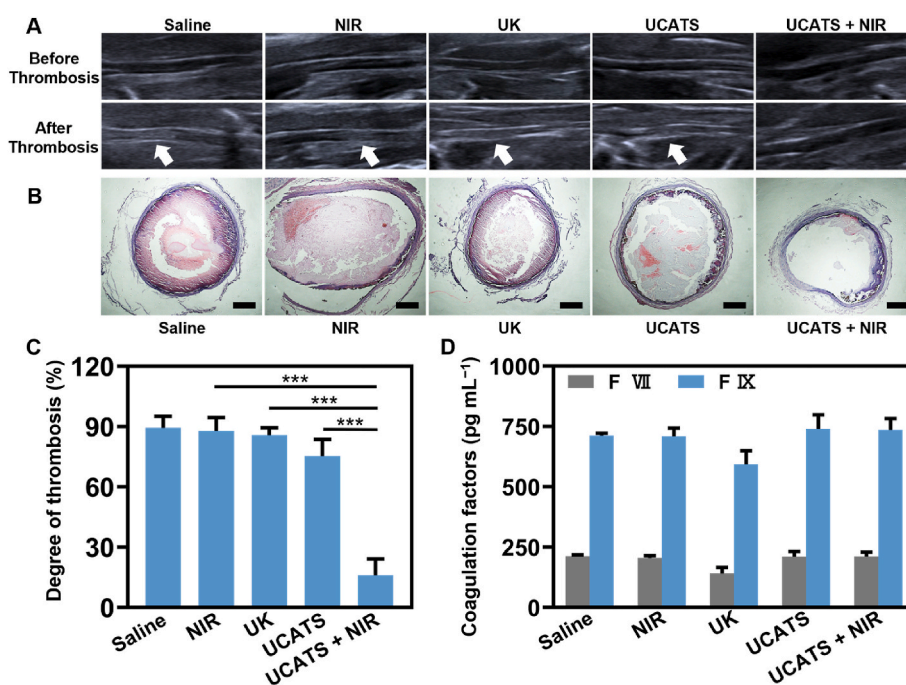 A
Saline NIR UK UCATS UCATS + NIR
Before
Thrombosis
After
Thrombosis
B
Saline NIR UK UCATS UCATS + NIR
C
Degree of thrombosis (%)
120
90
60
30
0
***
***
***
Saline NIR UK UCATS UCATS + NIR
D
Coagulation factors (pg mL⁻¹)
1000
750
500
250
0
F Ⅶ F Ⅸ
Saline NIR UK UCATS UCATS + NIR